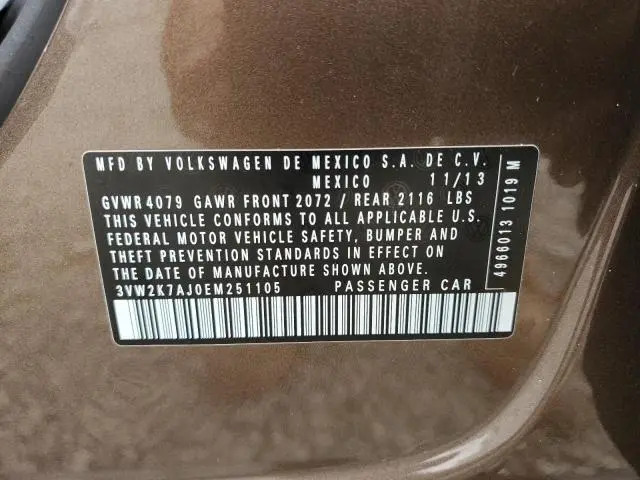 MFD BY VOLKSWAGEN DE MEXICO S.A. DE C.V.
MEXICO 11/13
GVWR 4079 GAWR FRONT 2072 / REAR 2116 LBS
THIS VEHICLE CONFORMS TO ALL APPLICABLE U.S.
FEDERAL MOTOR VEHICLE SAFETY, BUMPER AND
THEFT PREVENTION STANDARDS IN EFFECT ON
THE DATE OF MANUFACTURE SHOWN ABOVE.
3VW2K7AJ0EM251105 PASSENGER CAR
4966013 1019 M